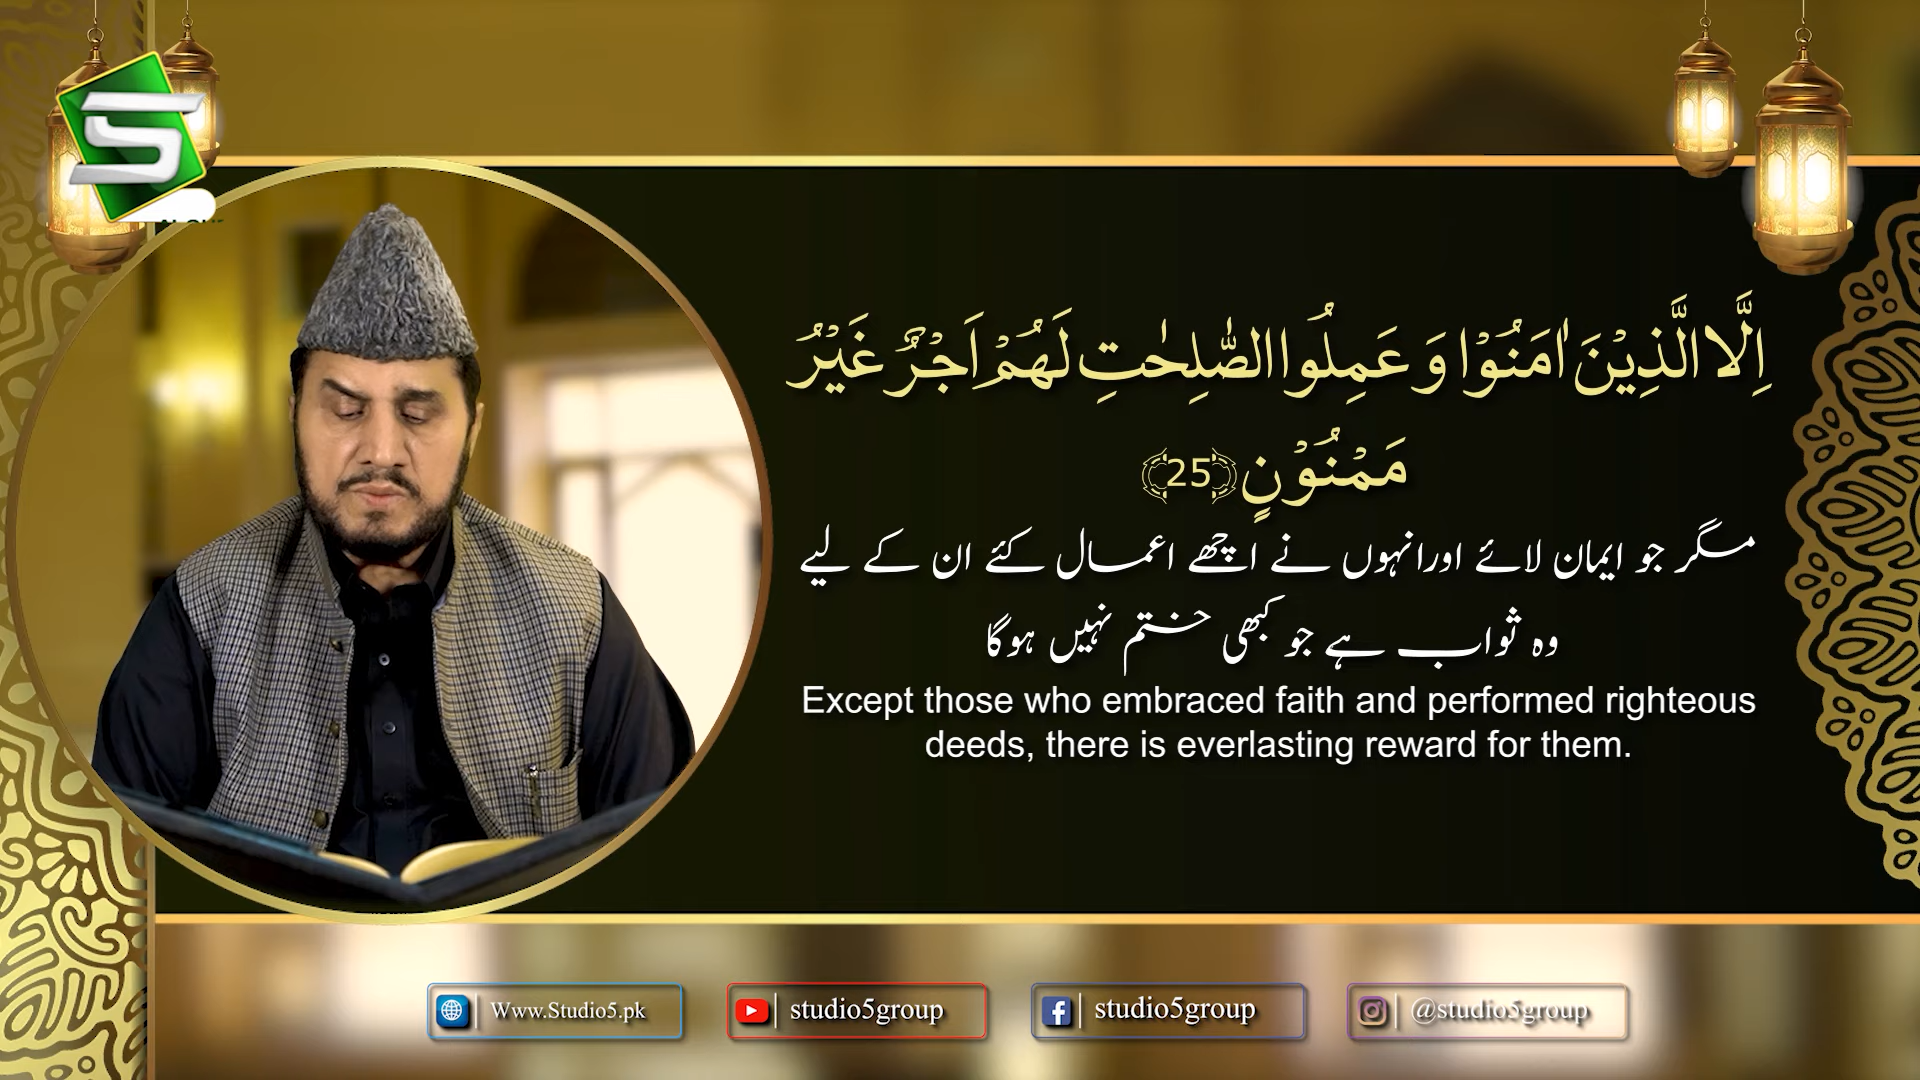 اِلَّا الَّذِيْنَ اٰمَنُوْا وَ عَمِلُوا الصّٰلِحٰتِ لَهُمْ اَجْرٌ غَيْرُ
مَمْنُوْنٍ ﴿25﴾
مگر جو ایمان لائے اورانہوں نے اچھے اعمال کئے ان کے لیے
وہ ثواب ہے جو کبھی ختم نہیں ہوگا
Except those who embraced faith and performed righteous
deeds, there is everlasting reward for them.
Www.Studio5.pk
studio5group
studio5group
@studio5group